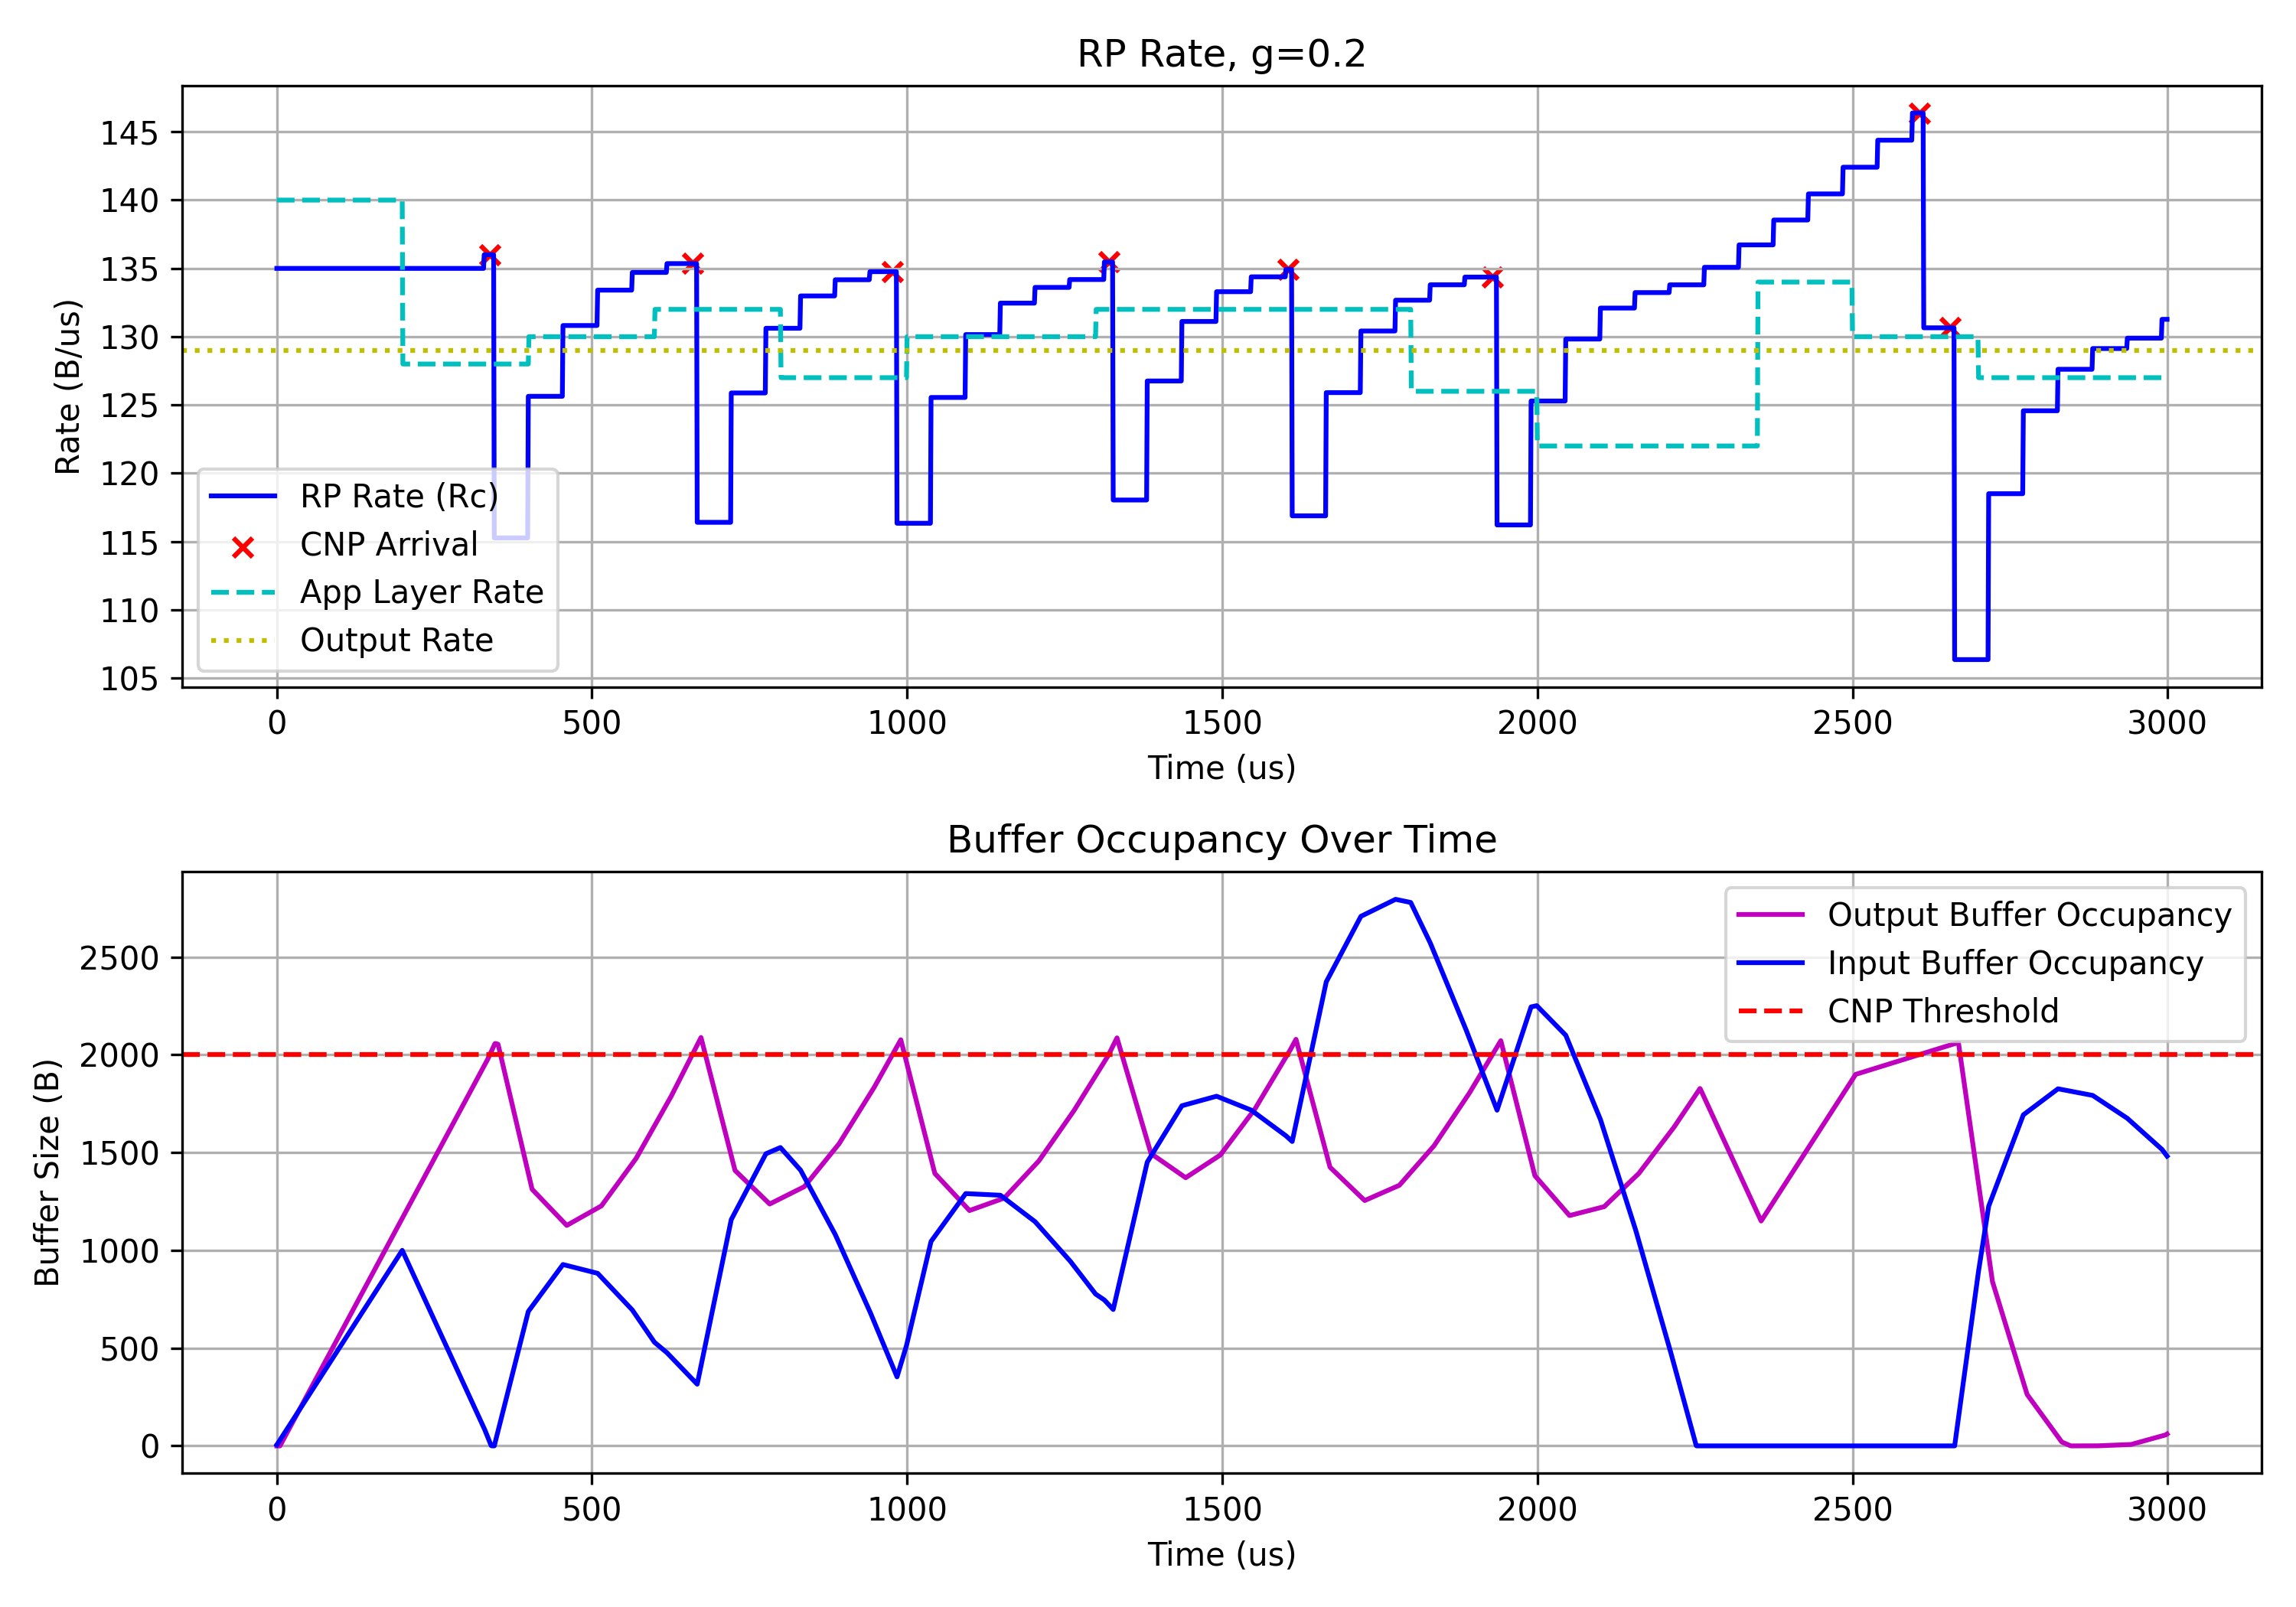 RP Rate, g=0.2
Rate (B/us)
145
140
135
130
125
120
115
110
105
RP Rate (Rc)
CNP Arrival
App Layer Rate
Output Rate
0 500 1000 1500 2000 2500 3000
Time (us)
Buffer Occupancy Over Time
Buffer Size (B)
2500
2000
1500
1000
500
0
Output Buffer Occupancy
Input Buffer Occupancy
CNP Threshold
0 500 1000 1500 2000 2500 3000
Time (us)